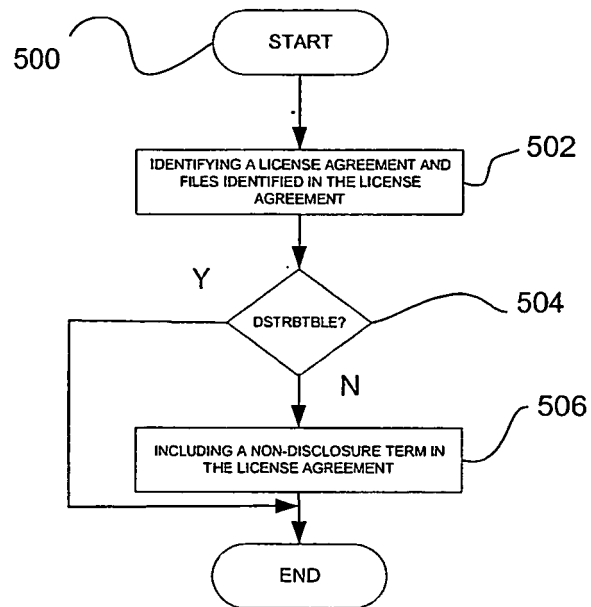 START
500
IDENTIFYING A LICENSE AGREEMENT AND
FILES IDENTIFIED IN THE LICENSE
AGREEMENT
502
Y
DSTRBTBLE?
504
N
506
INCLUDING A NON-DISCLOSURE TERM IN
THE LICENSE AGREEMENT
END